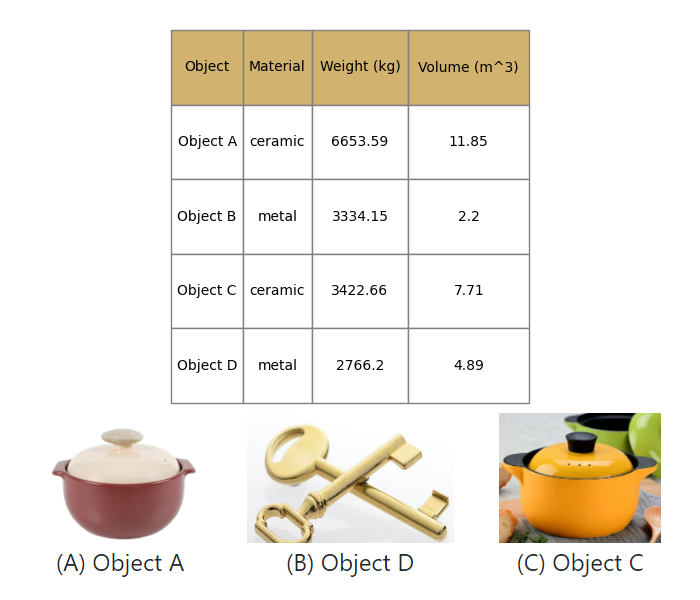 Object Material Weight (kg) Volume (m^3)
Object A ceramic 6653.59 11.85
Object B metal 3334.15 2.2
Object C ceramic 3422.66 7.71
Object D metal 2766.2 4.89
(A) Object A (B) Object D (C) Object C